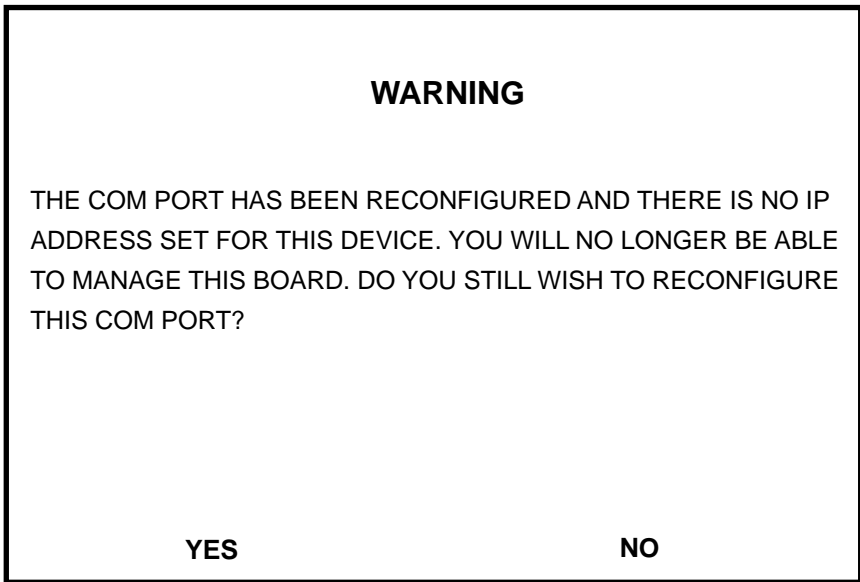 WARNING
THE COM PORT HAS BEEN RECONFIGURED AND THERE IS NO IP
ADDRESS SET FOR THIS DEVICE. YOU WILL NO LONGER BE ABLE
TO MANAGE THIS BOARD. DO YOU STILL WISH TO RECONFIGURE
THIS COM PORT?
YES NO